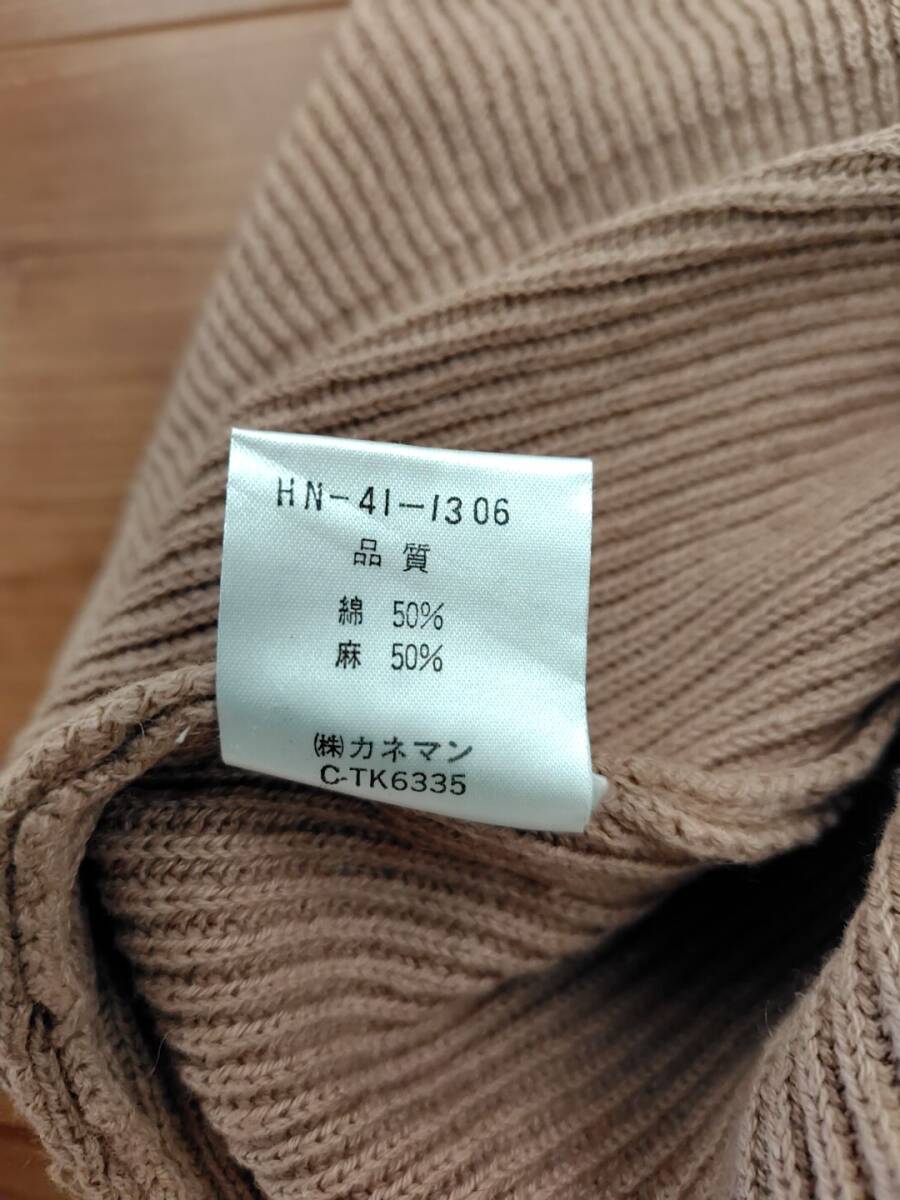 HN-41-1306
品質
綿 50%
麻 50%
㈱カネマン
C-TK6335